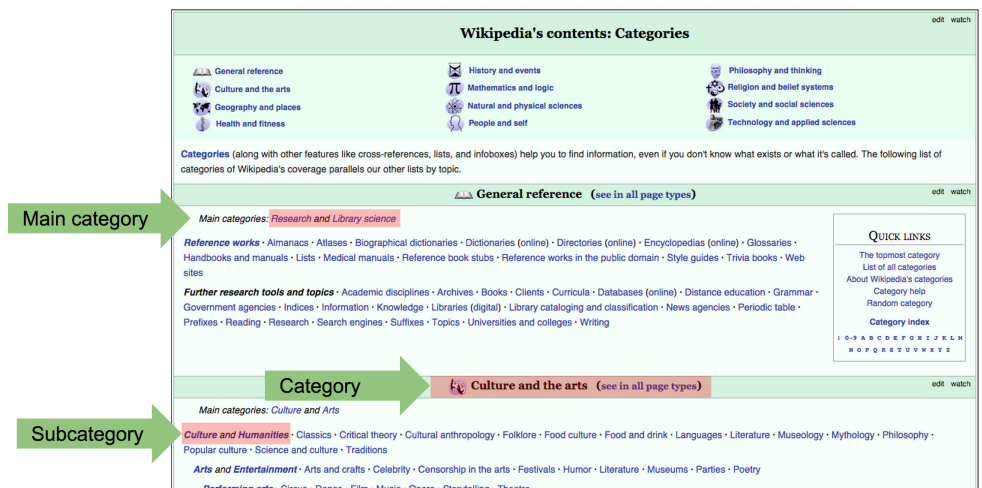 edit watch
Wikipedia's contents: Categories
General reference
History and events
Philosophy and thinking
Culture and the arts
Mathematics and logic
Religion and belief systems
Geography and places
Natural and physical sciences
Society and social sciences
Health and fitness
People and self
Technology and applied sciences
Categories (along with other features like cross-references, lists, and infoboxes) help you to find information, even if you don't know what exists or what it's called. The following list of
categories of Wikipedia's coverage parallels our other lists by topic.
General reference (see in all page types)
edit watch
Main category
Main categories: Research and Library science
Reference works · Almanacs · Atlases · Biographical dictionaries · Dictionaries (online) · Directories (online) · Encyclopedias (online) · Glossaries ·
Handbooks and manuals · Lists · Medical manuals · Reference book stubs · Reference works in the public domain · Style guides · Trivia books · Web
sites
Further research tools and topics · Academic disciplines · Archives · Books · Clients · Curricula · Databases (online) · Distance education · Grammar ·
Government agencies · Indices · Information · Knowledge · Libraries (digital) · Library cataloging and classification · News agencies · Periodic table ·
Prefixes · Reading · Research · Search engines · Suffixes · Topics · Universities and colleges · Writing
QUICK LINKS
The topmost category
List of all categories
About Wikipedia's categories
Category help
Random category
Category index
! 0-9 A B C D E F G H I J K L M
N O P Q R S T U V W X Y Z
Category
Culture and the arts (see in all page types)
edit watch
Main categories: Culture and Arts
Subcategory
Culture and Humanities · Classics · Critical theory · Cultural anthropology · Folklore · Food culture · Food and drink · Languages · Literature · Museology · Mythology · Philosophy ·
Popular culture · Science and culture · Traditions
Arts and Entertainment · Arts and crafts · Celebrity · Censorship in the arts · Festivals · Humor · Literature · Museums · Parties · Poetry
Performing arts · Circus · Dance · Film · Music · Opera · Storytelling · Theatre